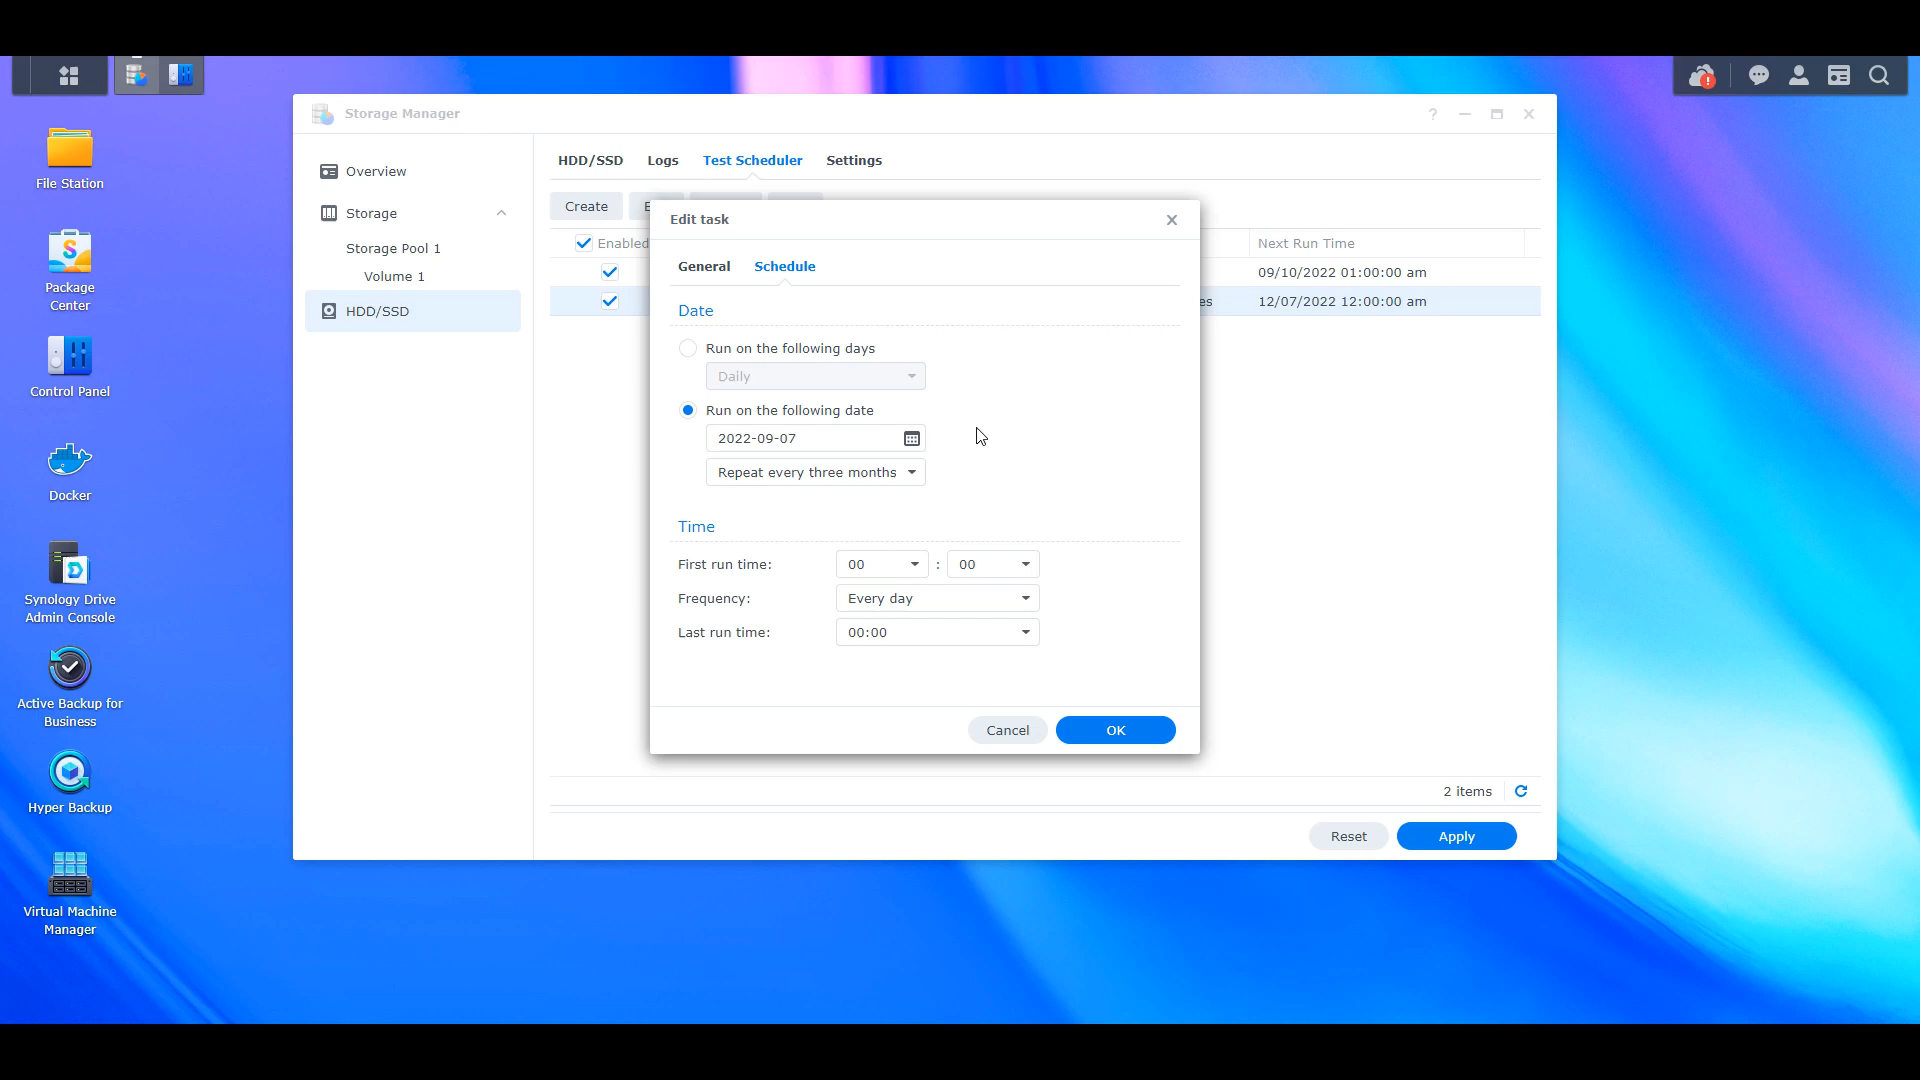 Storage Manager
?
File Station
Package
Center
Control Panel
Docker
Synology Drive
Admin Console
Active Backup for
Business
Hyper Backup
Virtual Machine
Manager
Overview
Storage
Storage Pool 1
Volume 1
HDD/SSD
HDD/SSD Logs Test Scheduler Settings
Create E
Enabled Next Run Time
09/10/2022 01:00:00 am
es 12/07/2022 12:00:00 am
Edit task
General Schedule
Date
Run on the following days
Daily
Run on the following date
2022-09-07
Repeat every three months
Time
First run time: 00 : 00
Frequency: Every day
Last run time: 00:00
Cancel OK
2 items
Reset Apply